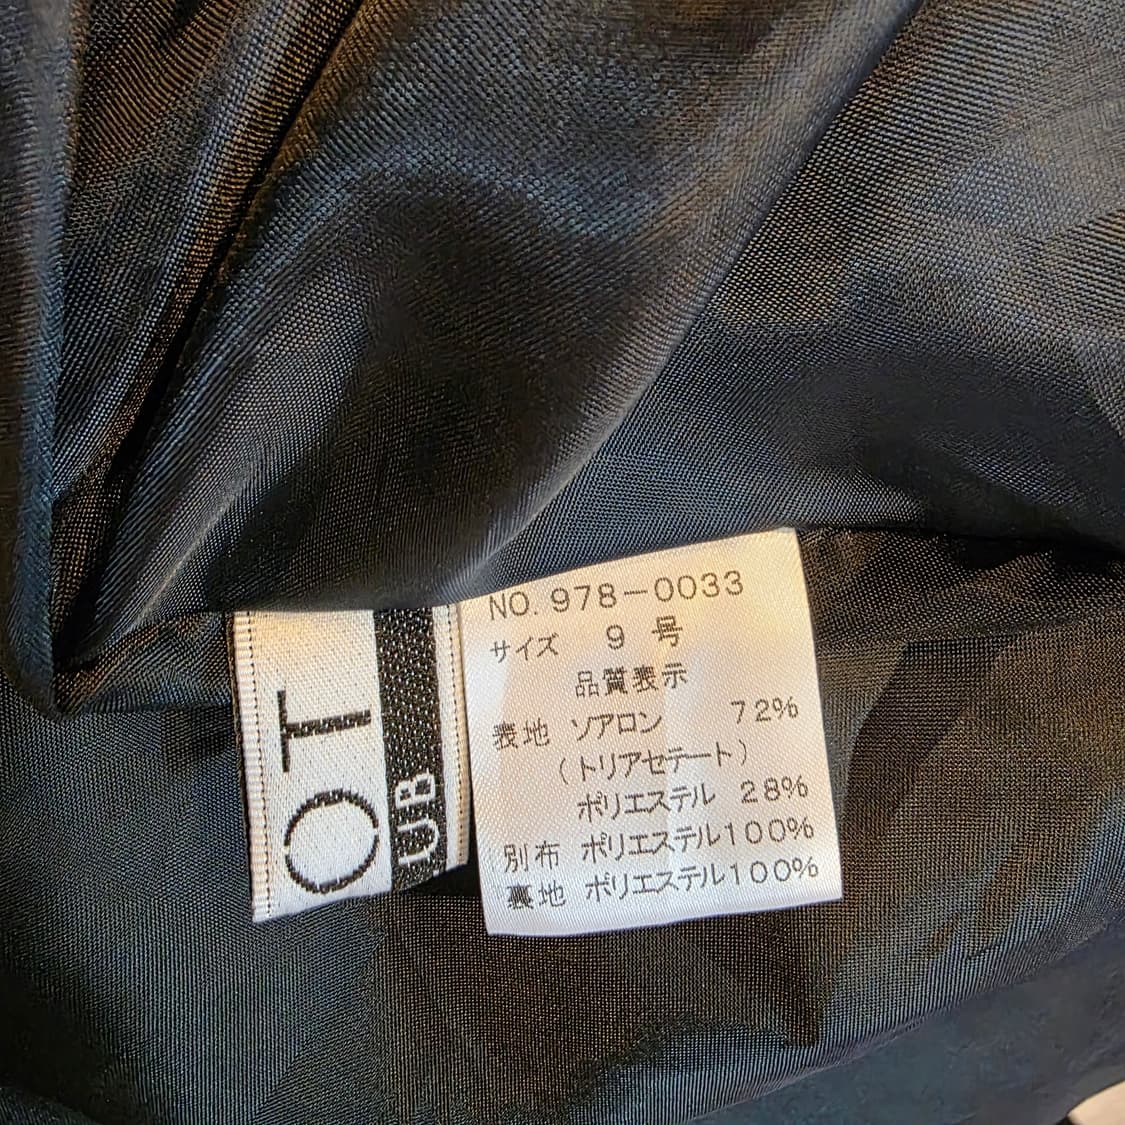 NO. 978-0033
サイズ 9 号
品質表示
表地 ソアロン 72%
(トリアセテート)
ポリエステル 28%
別布 ポリエステル100%
裏地 ポリエステル100%
OT
UB